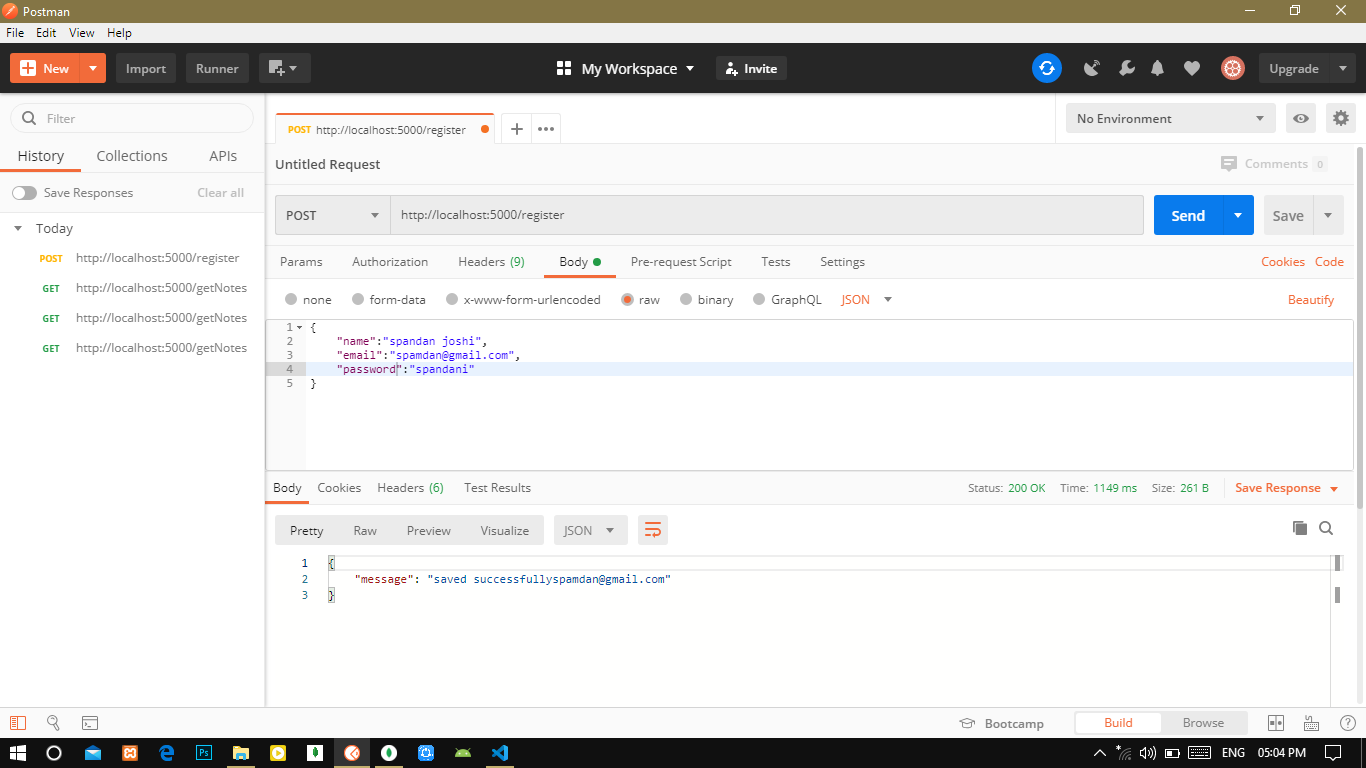 Postman
File Edit View Help
New Import Runner My Workspace Invite Upgrade
Filter
History Collections APIs
Save Responses Clear all
Today
POST http://localhost:5000/register
GET http://localhost:5000/getNotes
GET http://localhost:5000/getNotes
GET http://localhost:5000/getNotes
POST http://localhost:5000/register
No Environment
Untitled Request Comments 0
POST http://localhost:5000/register Send Save
Params Authorization Headers (9) Body Pre-request Script Tests Settings Cookies Code
none form-data x-www-form-urlencoded raw binary GraphQL JSON Beautify
1 {
2 "name":"spandan joshi",
3 "email":"spamdan@gmail.com",
4 "password":"spandani"
5 }
Body Cookies Headers (6) Test Results Status: 200 OK Time: 1149 ms Size: 261 B Save Response
Pretty Raw Preview Visualize JSON
1 {
2 "message": "saved successfullyspamdan@gmail.com"
3 }
Bootcamp Build Browse
Ps ENG 05:04 PM